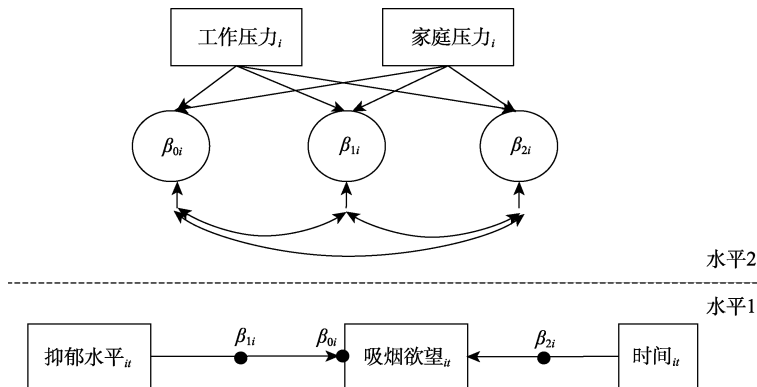 工作压力i 家庭压力i
β0i β1i β2i
水平2
水平1
β1i β0i β2i
抑郁水平it 吸烟欲望it 时间it